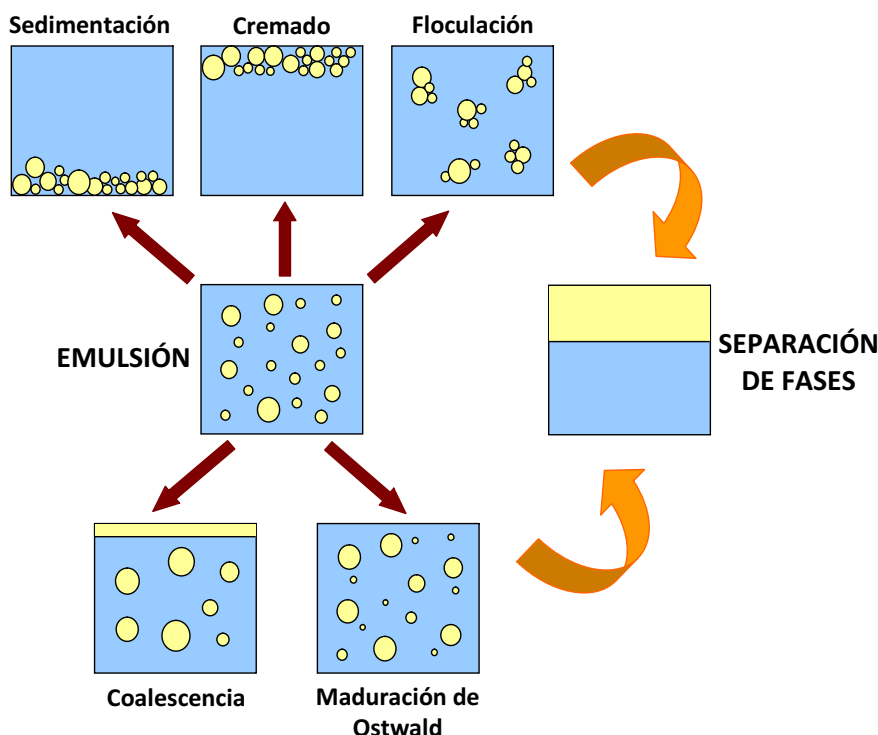 Sedimentación
Cremado
Floculación
EMULSIÓN
SEPARACIÓN
DE FASES
Coalescencia
Maduración de
Ostwald